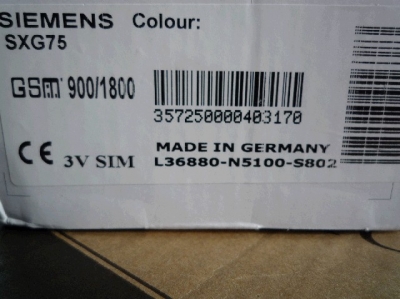 SIEMENS Colour:
SXG75
GSM 900/1800
357250000403170
CE 3V SIM
MADE IN GERMANY
L36880-N5100-S802